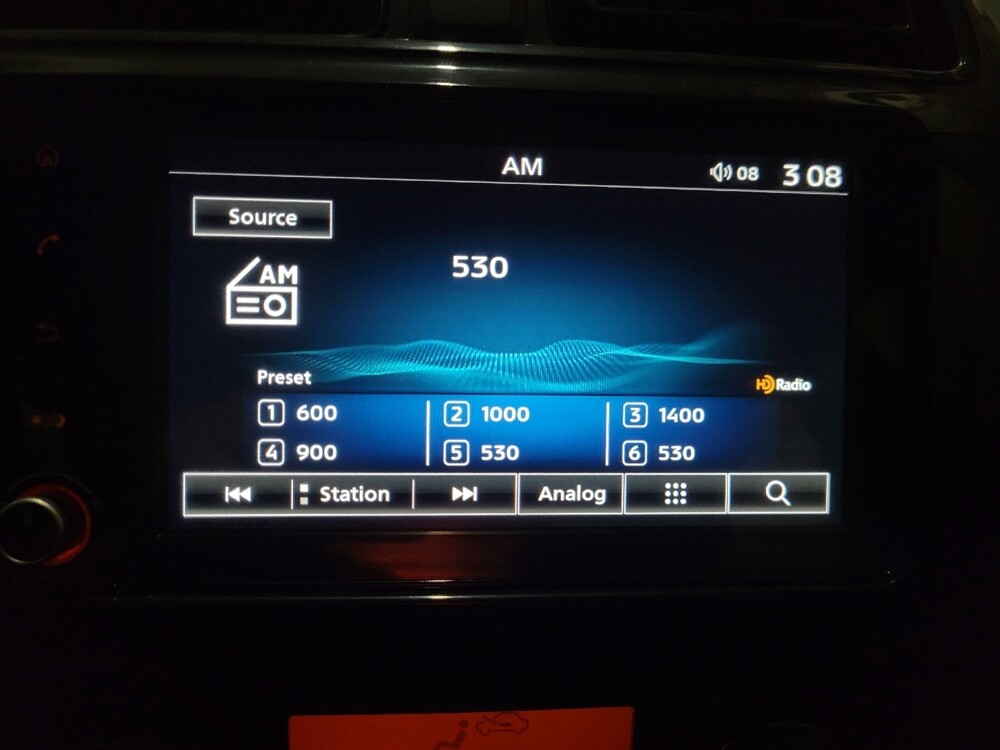 AM
08 3 08
Source
AM
530
Preset
HD Radio
1 600 2 1000 3 1400
4 900 5 530 6 530
Station Analog